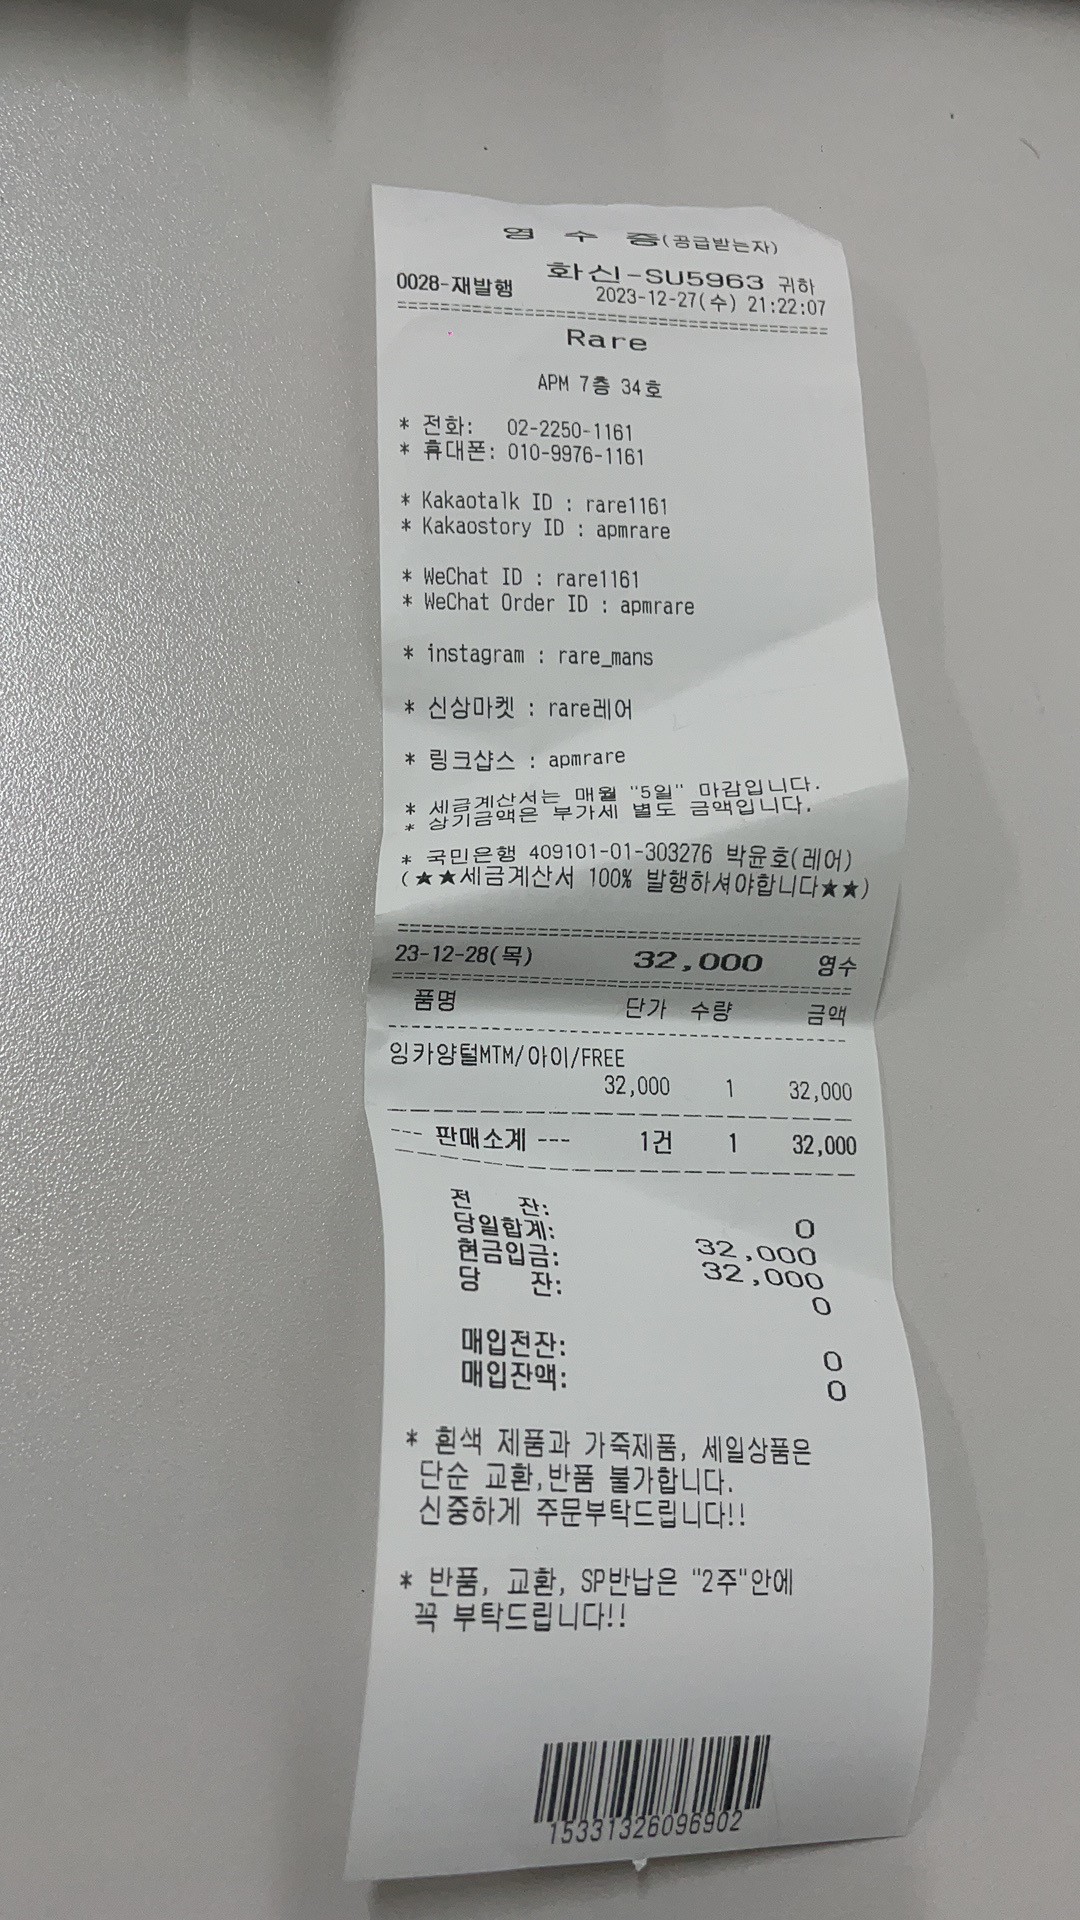 영 수 증(공급받는자)
화신-SU5963 귀하
0028-재발행 2023-12-27(수) 21:22:07
==========================================
Rare
APM 7층 34호
* 전화: 02-2250-1161
* 휴대폰: 010-9976-1161
* Kakaotalk ID : rare1161
* Kakaostory ID : apmrare
* WeChat ID : rare1161
* WeChat Order ID : apmrare
* instagram : rare_mans
* 신상마켓 : rare레어
* 링크샵스 : apmrare
* 세금계산서는 매월 "5일" 마감입니다.
* 상기금액은 부가세 별도 금액입니다.
* 국민은행 409101-01-303276 박윤호(레어)
(★★세금계산서 100% 발행하셔야합니다★★)
==========================================
23-12-28(목) 32,000 영수
==========================================
품명 단가 수량 금액
------------------------------------------
잉카양털MTM/아이/FREE
32,000 1 32,000
------------------------------------------
--- 판매소계 --- 1건 1 32,000
------------------------------------------
전 잔: 0
당일합계: 32,000
현금입금: 32,000
당 잔: 0
매입전잔: 0
매입잔액: 0
* 흰색 제품과 가죽제품, 세일상품은
단순 교환,반품 불가합니다.
신중하게 주문부탁드립니다!!
* 반품, 교환, SP반납은 "2주"안에
꼭 부탁드립니다!!
15331326096902